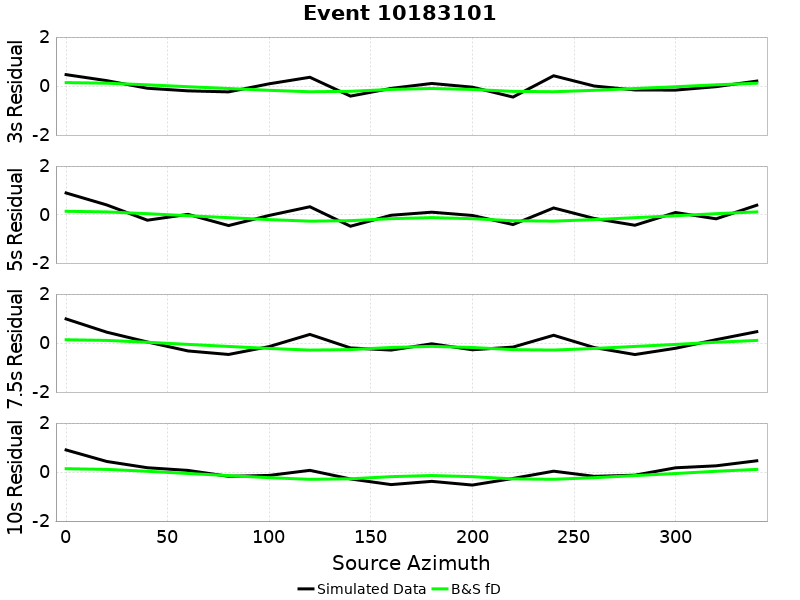 Event 10183101
3s Residual
2
0
-2
5s Residual
2
0
-2
7.5s Residual
2
0
-2
10s Residual
2
0
-2
0 50 100 150 200 250 300
Source Azimuth
Simulated Data B&S fD